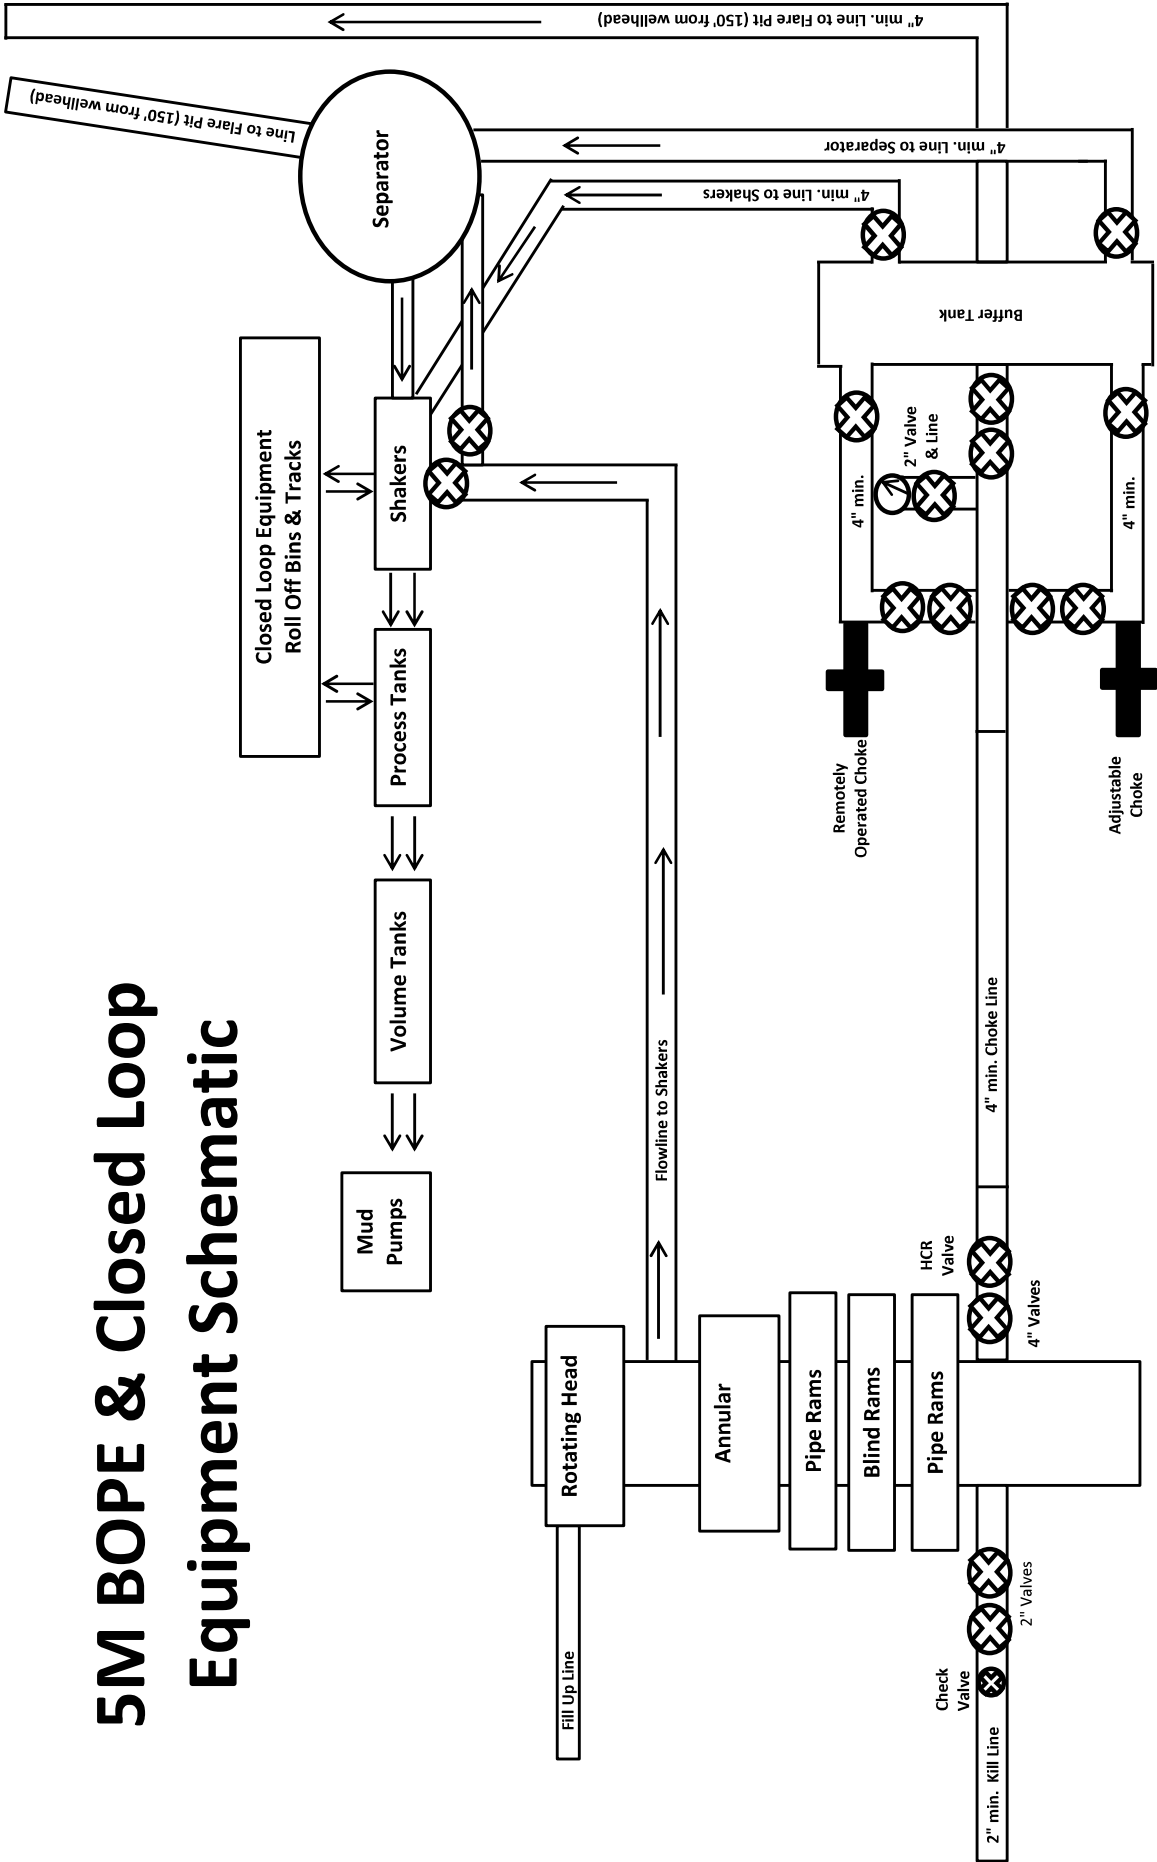 5M BOPE & Closed Loop
Equipment Schematic
Closed Loop Equipment
Roll Off Bins & Tracks
Mud
Pumps
Volume Tanks
Process Tanks
Shakers
Separator
Line to Flare Pit (150' from wellhead)
4" min. Line to Flare Pit (150' from wellhead)
4" min. Line to Separator
4" min. Line to Shakers
Fill Up Line
Rotating Head
Flowline to Shakers
Annular
Pipe Rams
Blind Rams
Pipe Rams
Remotely
Operated Choke
4" min.
2" Valve
& Line
Buffer Tank
Check
Valve
HCR
Valve
2" min. Kill Line
4" min. Choke Line
2" Valves
4" Valves
Adjustable
Choke
4" min.